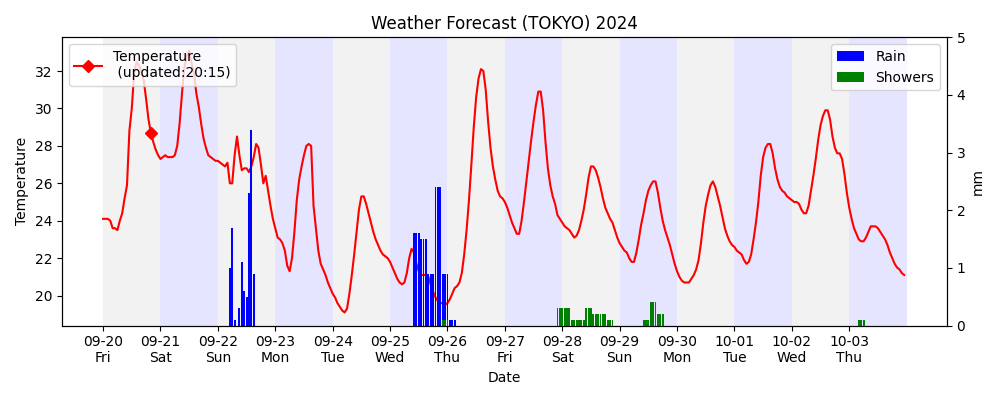 Weather Forecast (TOKYO) 2024
Temperature
(updated:20:15)
Rain
Showers
Temperature
32
30
28
26
24
22
20
5
4
3
2
1
0
mm
09-20 09-21 09-22 09-23 09-24 09-25 09-26 09-27 09-28 09-29 09-30 10-01 10-02 10-03
Fri Sat Sun Mon Tue Wed Thu Fri Sat Sun Mon Tue Wed Thu
Date